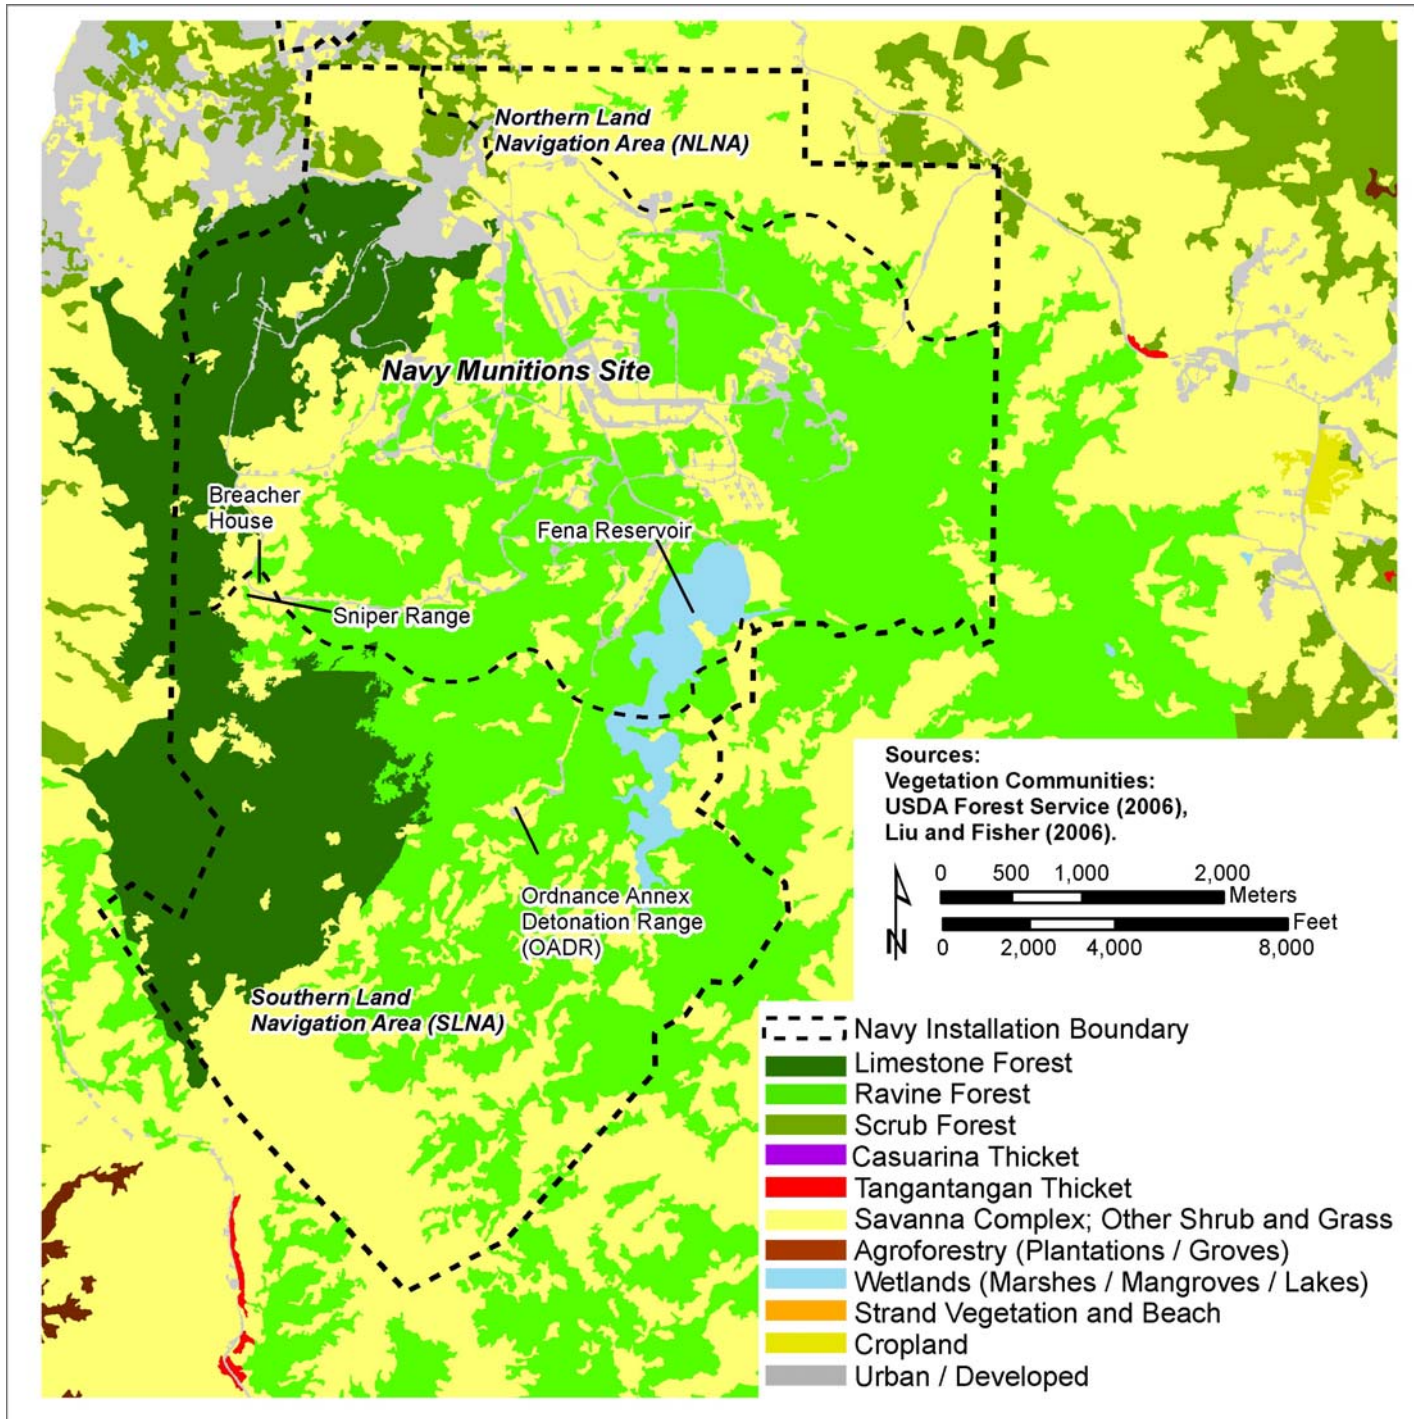 Northern Land
Navigation Area (NLNA)
Navy Munitions Site
Breacher
House
Fena Reservoir
Sniper Range
Ordnance Annex
Detonation Range
(OADR)
Southern Land
Navigation Area (SLNA)
Sources:
Vegetation Communities:
USDA Forest Service (2006),
Liu and Fisher (2006).
N
0 500 1,000 2,000
Meters
Feet
0 2,000 4,000 8,000
Navy Installation Boundary
Limestone Forest
Ravine Forest
Scrub Forest
Casuarina Thicket
Tangantangan Thicket
Savanna Complex; Other Shrub and Grass
Agroforestry (Plantations / Groves)
Wetlands (Marshes / Mangroves / Lakes)
Strand Vegetation and Beach
Cropland
Urban / Developed